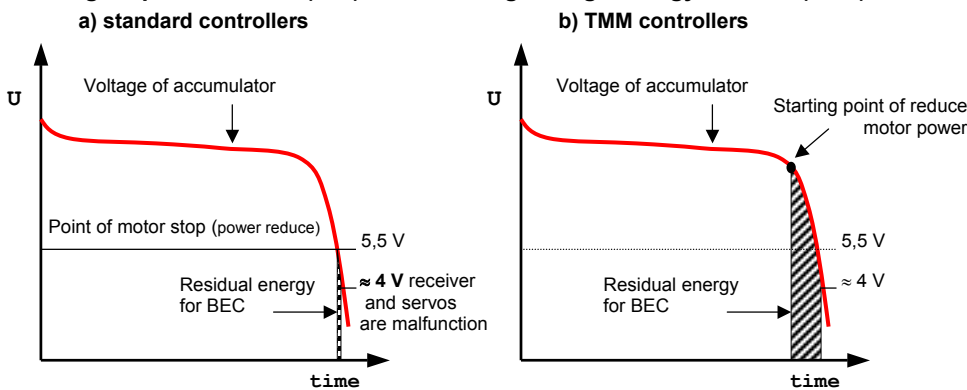 a) standard controllers
b) TMM controllers
U
Voltage of accumulator
Point of motor stop (power reduce)
5,5 V
Residual energy
for BEC
≈ 4 V receiver
and servos
are malfunction
time
U
Voltage of accumulator
Starting point of reduce
motor power
5,5 V
Residual energy
for BEC
≈ 4 V
time